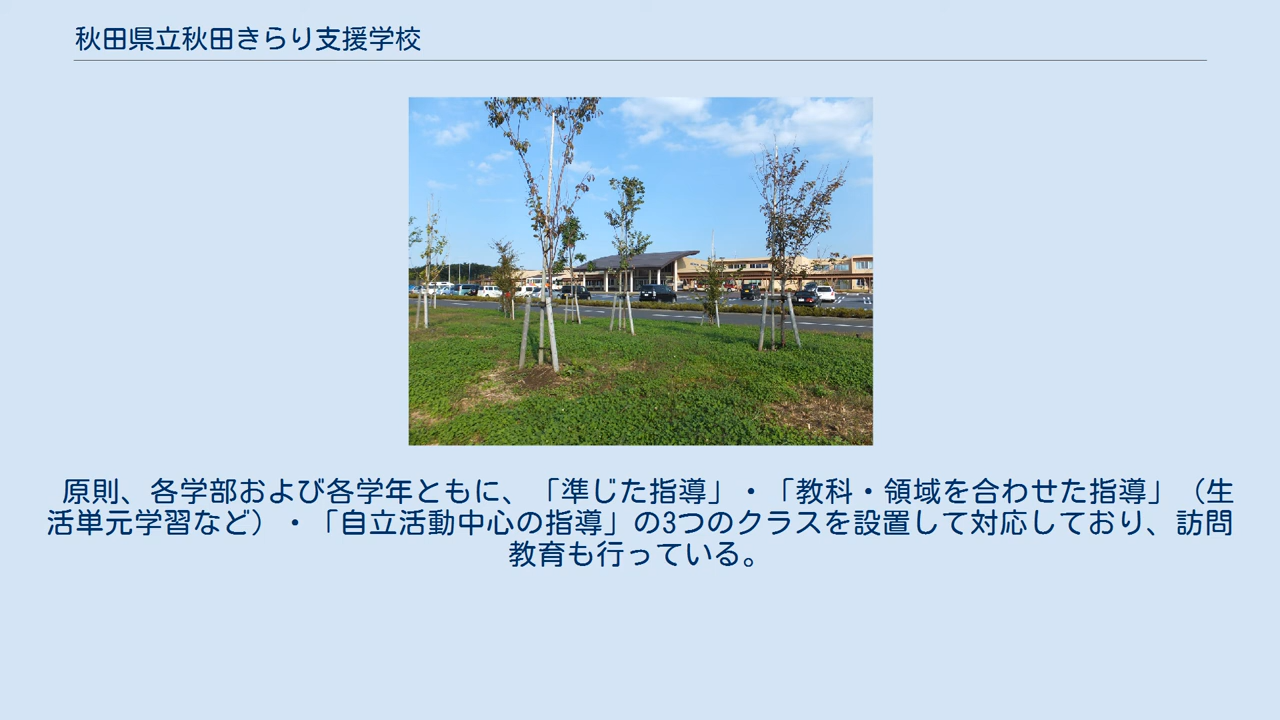 秋田県立秋田きらり支援学校
原則、各学部および各学年ともに、「準じた指導」・「教科・領域を合わせた指導」（生
活単元学習など）・「自立活動中心の指導」の3つのクラスを設置して対応しており、訪問
教育も行っている。